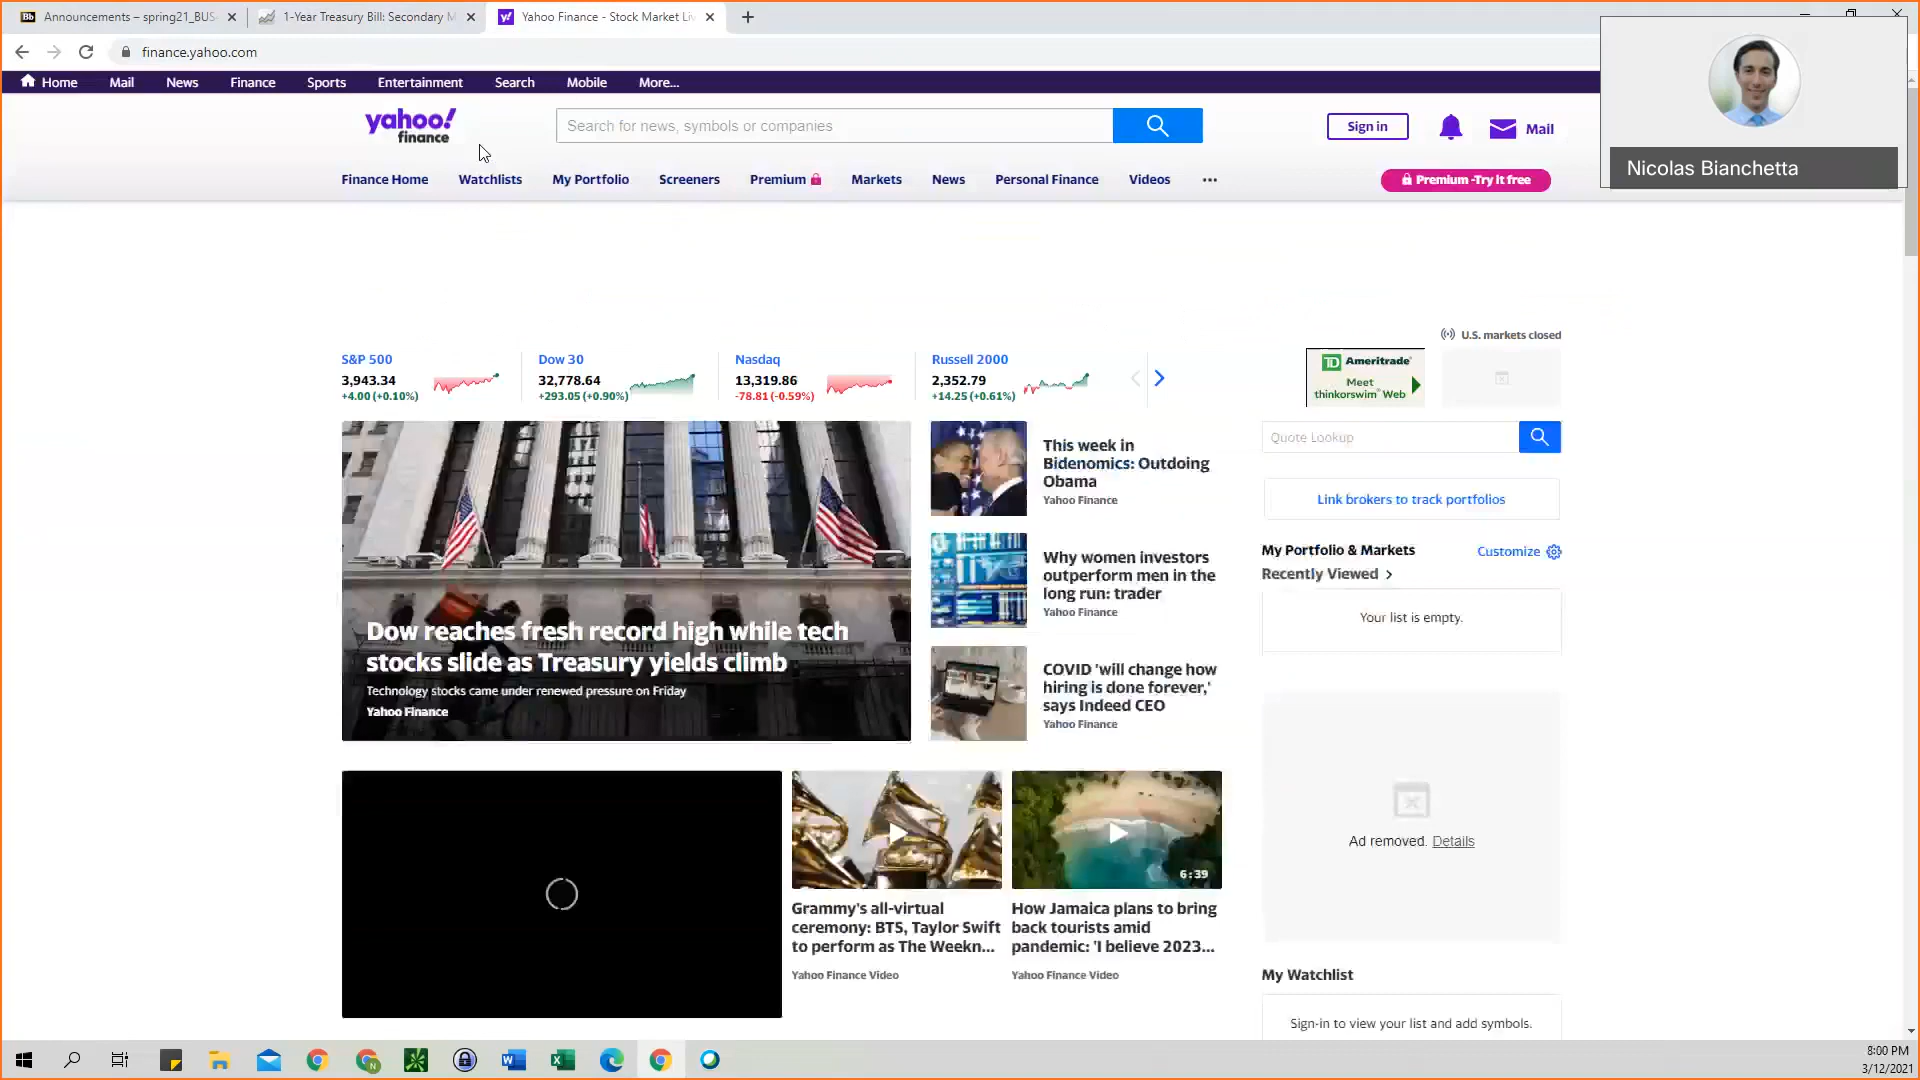 Announcements – spring21_BUS-
1-Year Treasury Bill: Secondary M
Yahoo Finance - Stock Market Liv
finance.yahoo.com
Home
Mail
News
Finance
Sports
Entertainment
Search
Mobile
More...
yahoo!
finance
Search for news, symbols or companies
Sign in
Mail
Nicolas Bianchetta
Finance Home
Watchlists
My Portfolio
Screeners
Premium
Markets
News
Personal Finance
Videos
Premium -Try it free
U.S. markets closed
S&P 500
3,943.34
+4.00 (+0.10%)
Dow 30
32,778.64
+293.05 (+0.90%)
Nasdaq
13,319.86
-78.81 (-0.59%)
Russell 2000
2,352.79
+14.25 (+0.61%)
TD Ameritrade
Meet
thinkorswim® Web
Quote Lookup
Link brokers to track portfolios
My Portfolio & Markets
Customize
Recently Viewed >
Your list is empty.
Dow reaches fresh record high while tech
stocks slide as Treasury yields climb
Technology stocks came under renewed pressure on Friday
Yahoo Finance
This week in
Bidenomics: Outdoing
Obama
Yahoo Finance
Why women investors
outperform men in the
long run: trader
Yahoo Finance
COVID 'will change how
hiring is done forever,'
says Indeed CEO
Yahoo Finance
Ad removed. Details
6:39
Grammy's all-virtual
ceremony: BTS, Taylor Swift
to perform as The Weekn...
Yahoo Finance Video
How Jamaica plans to bring
back tourists amid
pandemic: 'I believe 2023...
Yahoo Finance Video
My Watchlist
Sign-in to view your list and add symbols.
8:00 PM
3/12/2021